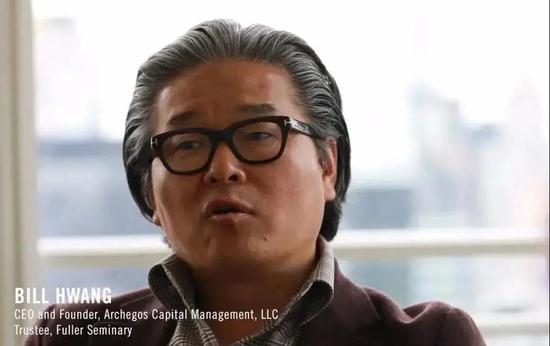 BILL HWANG
CEO and Founder, Archegos Capital Management, LLC
Trustee, Fuller Seminary